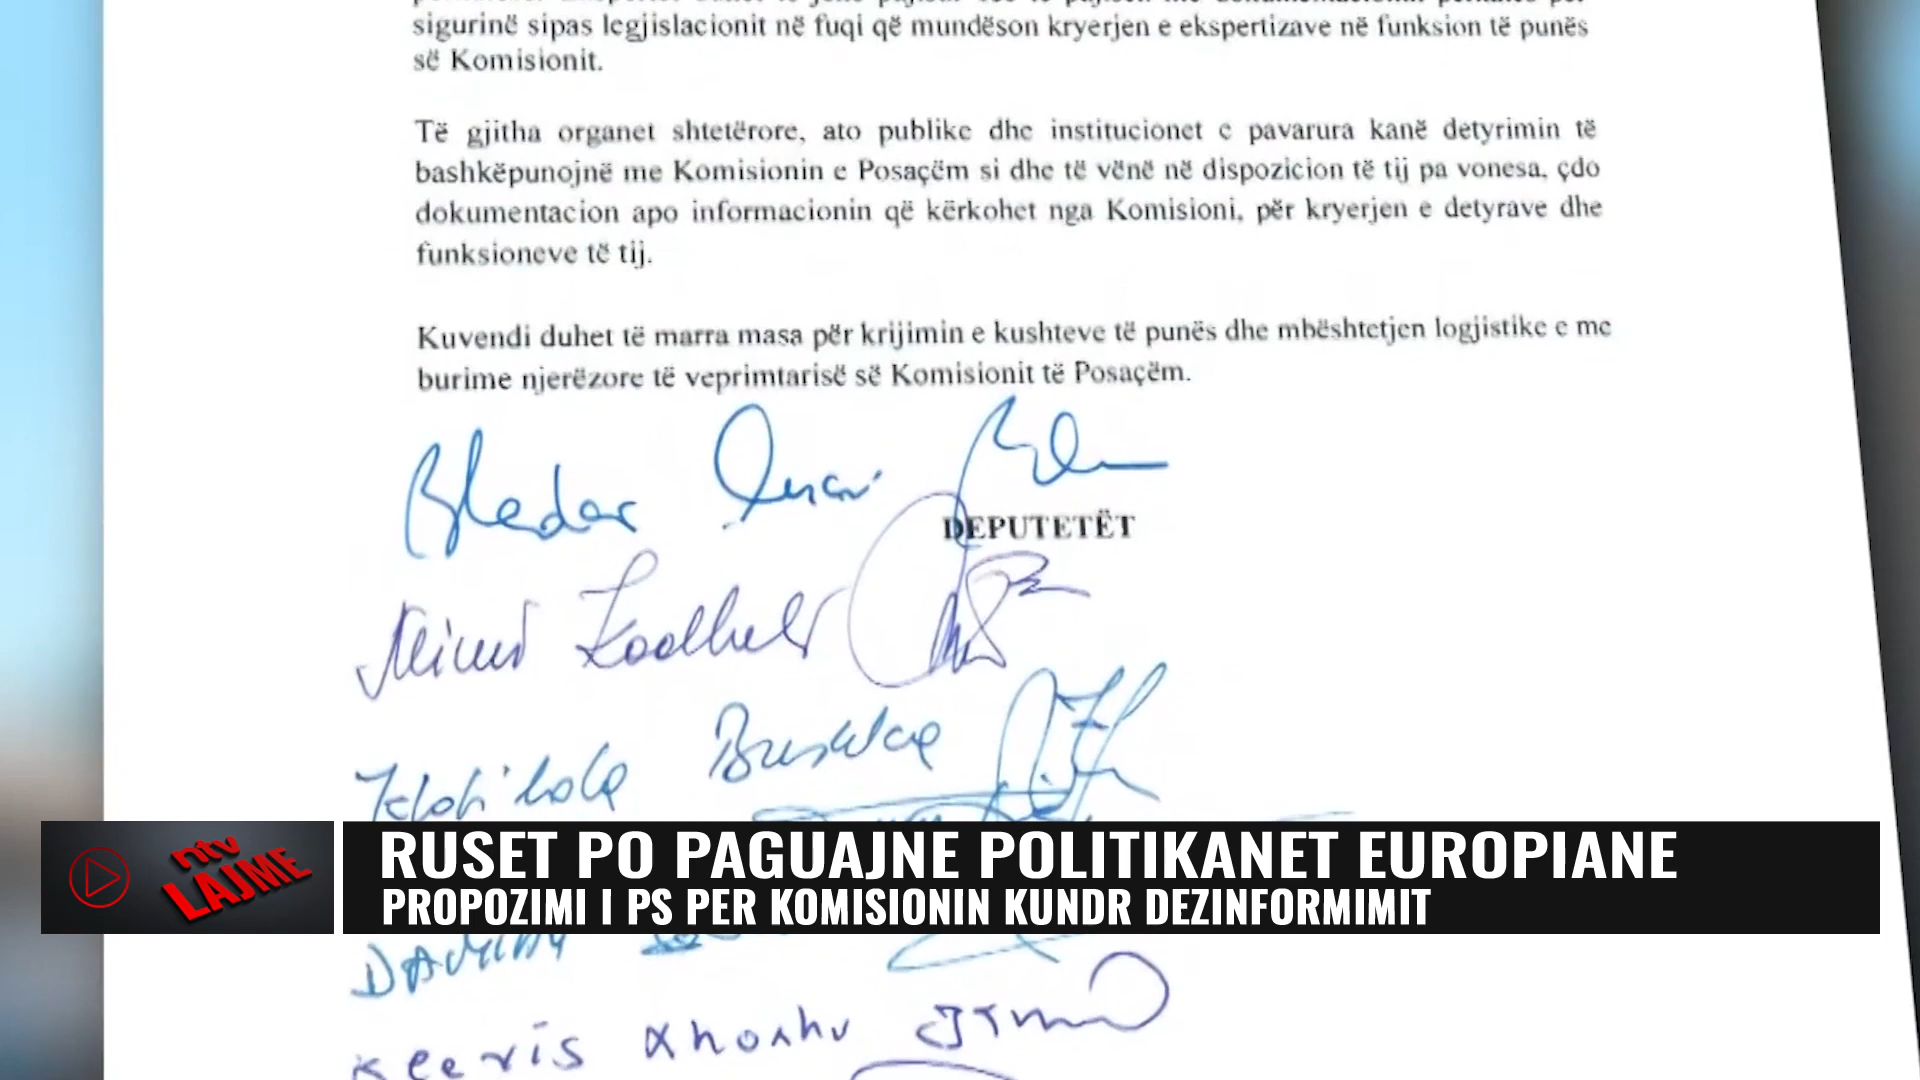 sigurinë sipas legjislacionit në fuqi që mundëson kryerjen e ekspertizave në funksion të punës
së Komisionit.
Të gjitha organet shtetërore, ato publike dhe institucionet e pavarura kanë detyrimin të
bashkëpunojnë me Komisionin e Posaçëm si dhe të vënë në dispozicion të tij pa vonesa, çdo
dokumentacion apo informacionin që kërkohet nga Komisioni, për kryerjen e detyrave dhe
funksioneve të tij.
Kuvendi duhet të marra masa për krijimin e kushteve të punës dhe mbështetjen logjistike e me
burime njerëzore të veprimtarisë së Komisionit të Posaçëm.
Bledar
DEPUTETËT
ntv
LAJME
RUSET PO PAGUAJNE POLITIKANET EUROPIANE
PROPOZIMI I PS PER KOMISIONIN KUNDR DEZINFORMIMIT